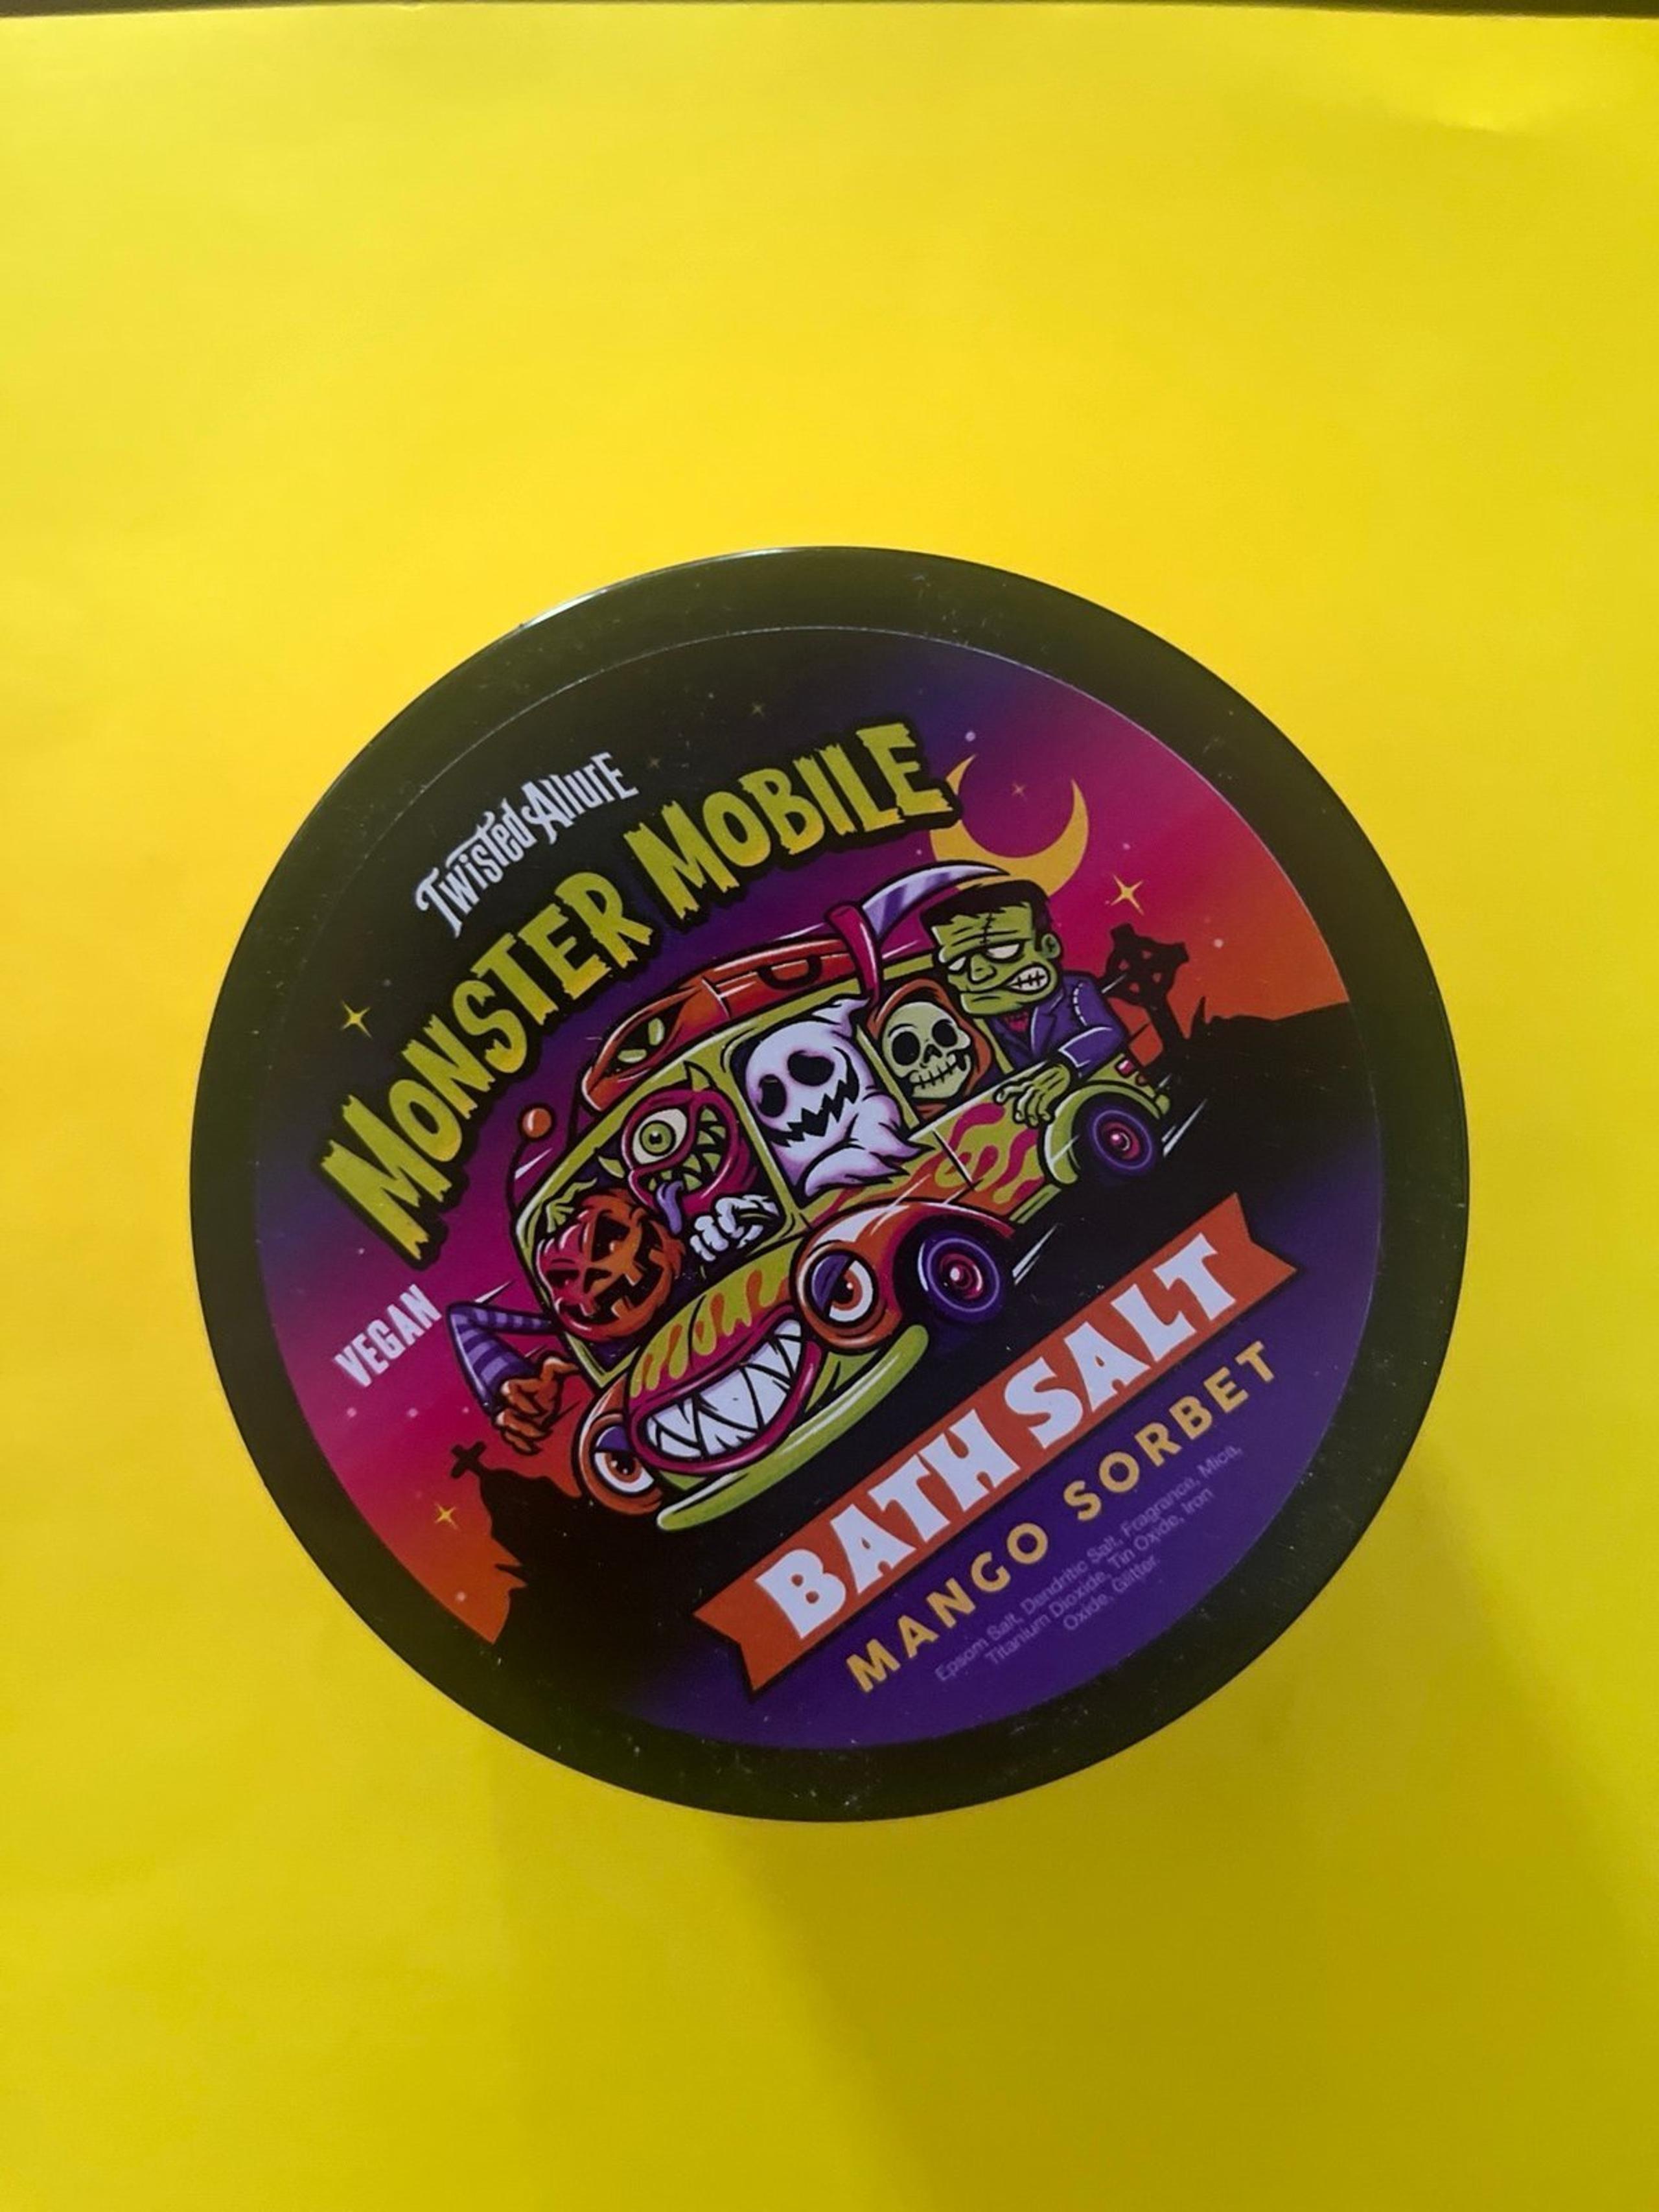 Twisted Allure
MONSTER MOBILE
VEGAN
BATH SALT
MANGO SORBET
Epsom Salt, Dendritic Salt, Fragrance, Mica,
Titanium Dioxide, Tin Oxide, Iron
Oxide, Glitter.